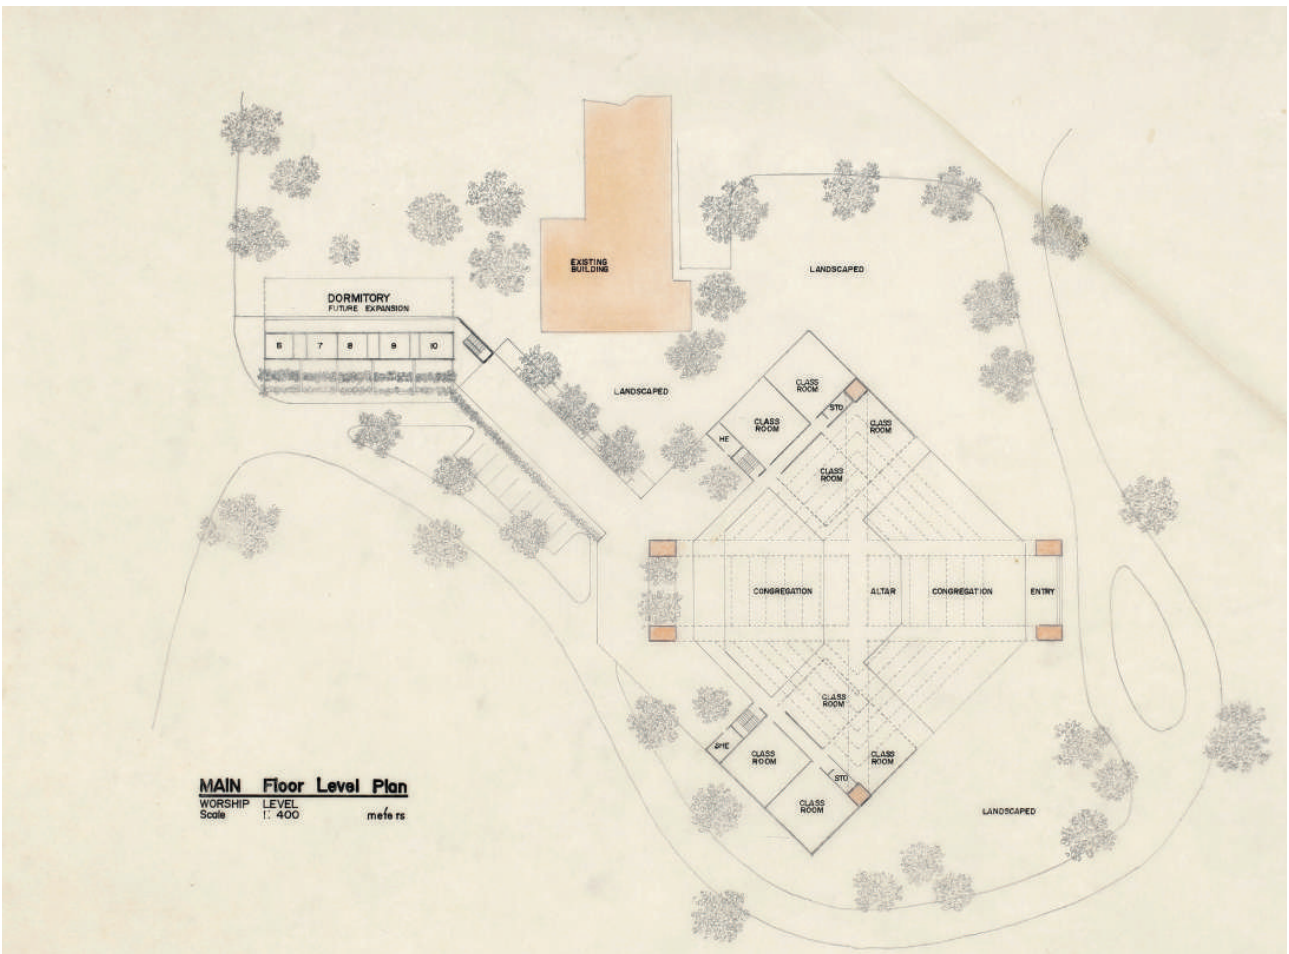 EXISTING
BUILDING
LANDSCAPED
DORMITORY
FUTURE EXPANSION
6 7 8 9 10
LANDSCAPED
CLASS
ROOM
STO
CLASS
ROOM
CLASS
ROOM
HE
CLASS
ROOM
CONGREGATION
ALTAR
CONGREGATION
ENTRY
CLASS
ROOM
SHE
CLASS
ROOM
CLASS
ROOM
STO
CLASS
ROOM
LANDSCAPED
MAIN Floor Level Plan
WORSHIP LEVEL
Scale 1: 400 meters